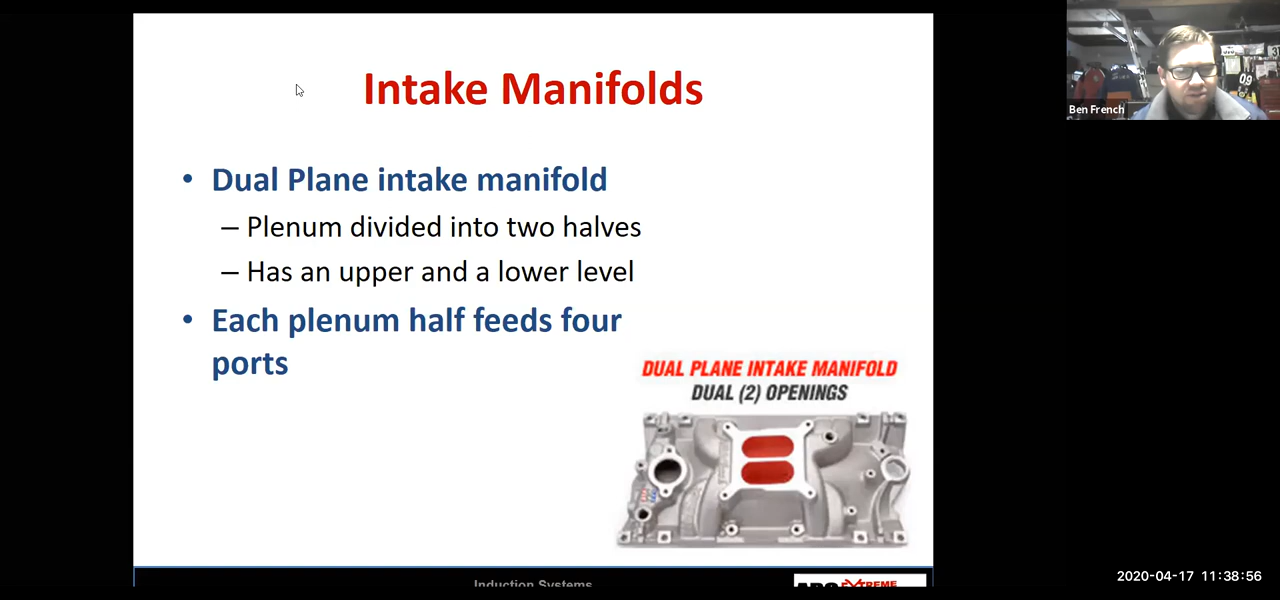 Intake Manifolds
• Dual Plane intake manifold
– Plenum divided into two halves
– Has an upper and a lower level
• Each plenum half feeds four
ports
DUAL PLANE INTAKE MANIFOLD
DUAL (2) OPENINGS
Induction Systems
EXTREME
Ben French
09
2020-04-17 11:38:56